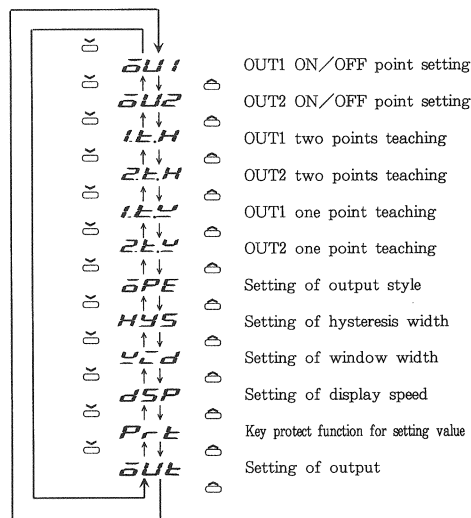 ōU1 OUT1 ON／OFF point setting
ōU2 OUT2 ON／OFF point setting
1.t.H OUT1 two points teaching
2.t.H OUT2 two points teaching
1.t.y OUT1 one point teaching
2.t.y OUT2 one point teaching
ōPE Setting of output style
HYS Setting of hysteresis width
Setting of window width
dSP Setting of display speed
Prt Key protect function for setting value
ōUt Setting of output